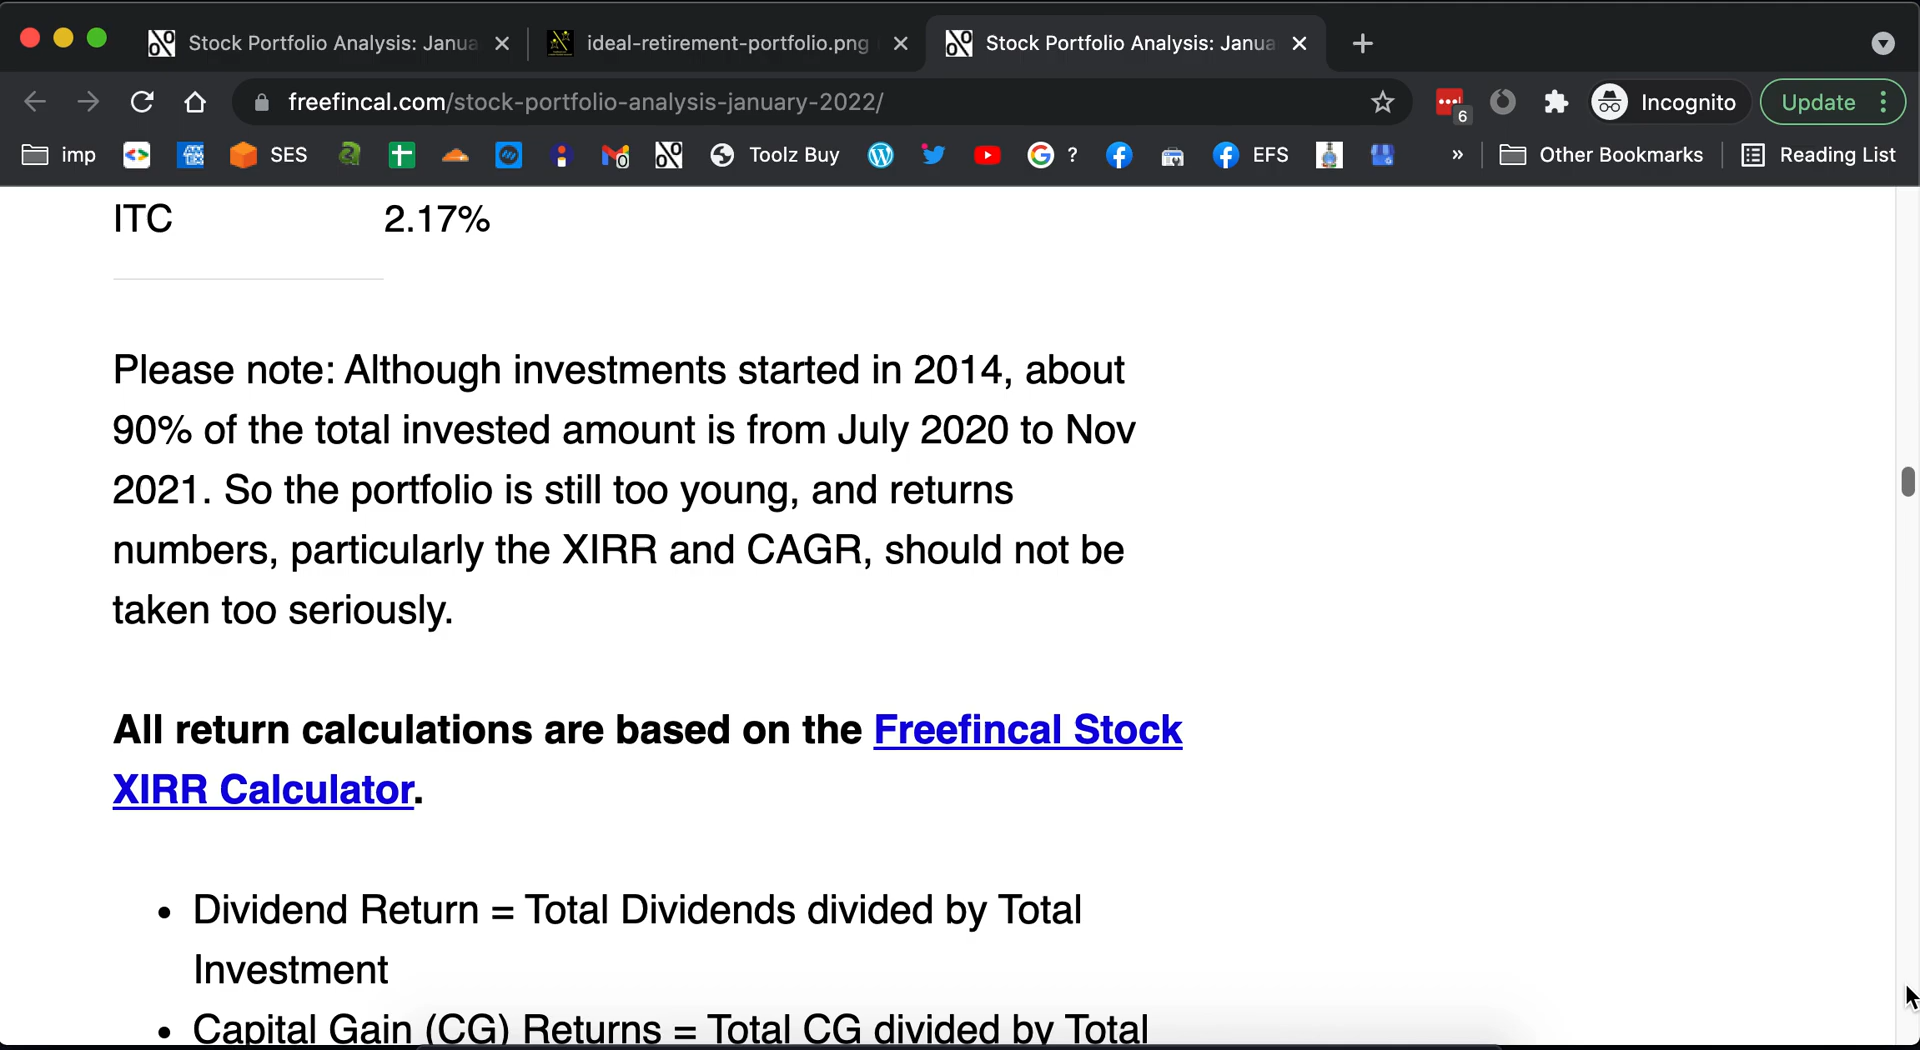 Stock Portfolio Analysis: Janua
ideal-retirement-portfolio.png
Stock Portfolio Analysis: Janua
freefincal.com/stock-portfolio-analysis-january-2022/
6
Incognito
Update
imp
SES
Toolz Buy
?
EFS
»
Other Bookmarks
Reading List
ITC 2.17%
Please note: Although investments started in 2014, about
90% of the total invested amount is from July 2020 to Nov
2021. So the portfolio is still too young, and returns
numbers, particularly the XIRR and CAGR, should not be
taken too seriously.
All return calculations are based on the Freefincal Stock
XIRR Calculator.
• Dividend Return = Total Dividends divided by Total
Investment
• Capital Gain (CG) Returns = Total CG divided by Total